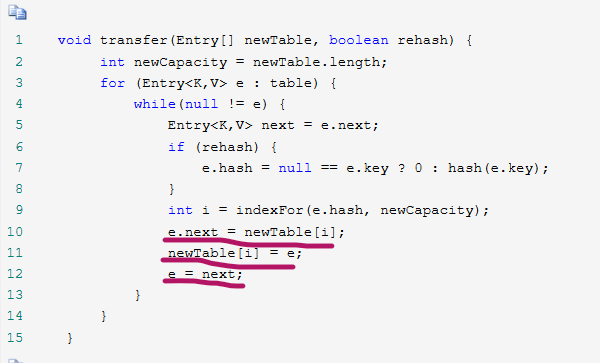 1 void transfer(Entry[] newTable, boolean rehash) {
2 int newCapacity = newTable.length;
3 for (Entry<K,V> e : table) {
4 while(null != e) {
5 Entry<K,V> next = e.next;
6 if (rehash) {
7 e.hash = null == e.key ? 0 : hash(e.key);
8 }
9 int i = indexFor(e.hash, newCapacity);
10 e.next = newTable[i];
11 newTable[i] = e;
12 e = next;
13 }
14 }
15 }